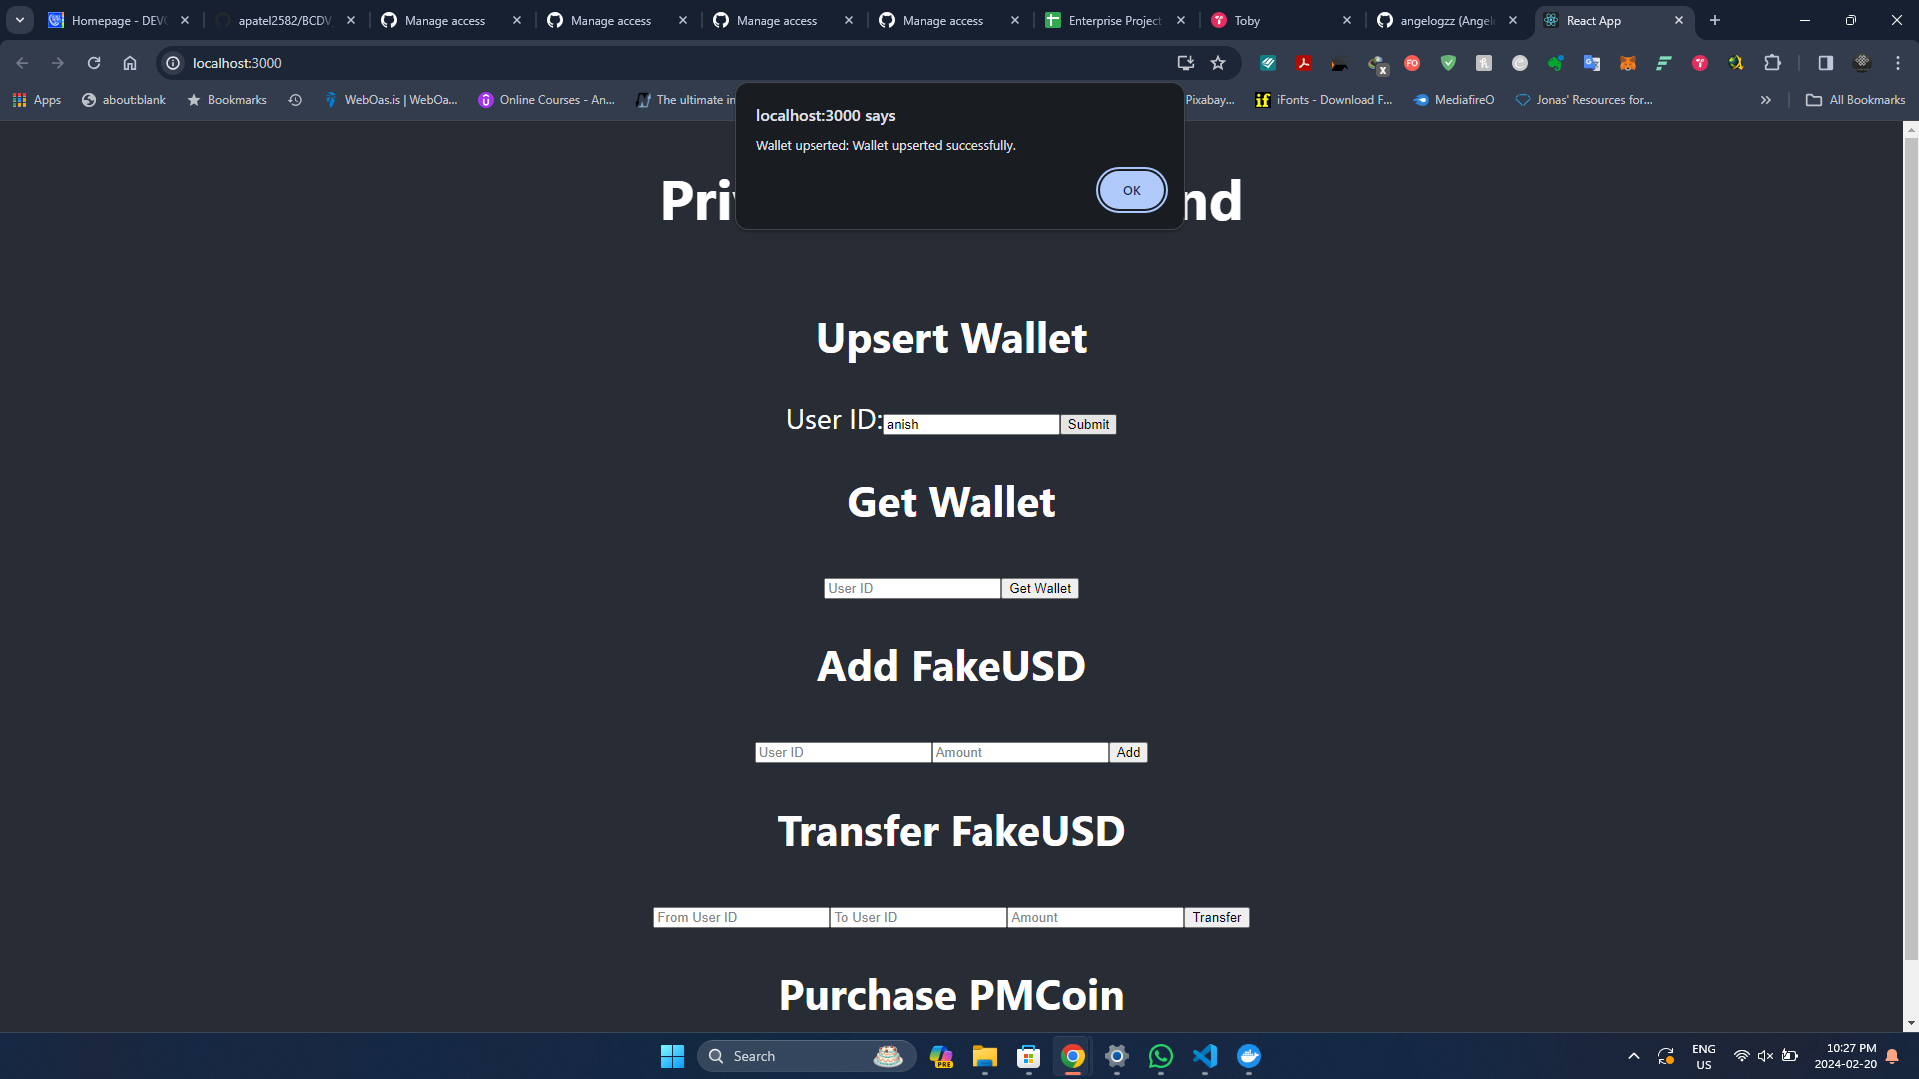 Homepage - DEVC
apatel2582/BCDV
Manage access
Manage access
Manage access
Manage access
Enterprise Project
Toby
angelogzz (Angel
React App
localhost:3000
Apps
about:blank
Bookmarks
WebOas.is | WebOa...
Online Courses - An...
The ultimate in
Pixabay...
iFonts - Download F...
MediafireO
Jonas' Resources for...
All Bookmarks
localhost:3000 says
Wallet upserted: Wallet upserted successfully.
OK
Pri
nd
Upsert Wallet
User ID: anish Submit
Get Wallet
User ID Get Wallet
Add FakeUSD
User ID Amount Add
Transfer FakeUSD
From User ID To User ID Amount Transfer
Purchase PMCoin
Search
PRE
ENG
US
10:27 PM
2024-02-20